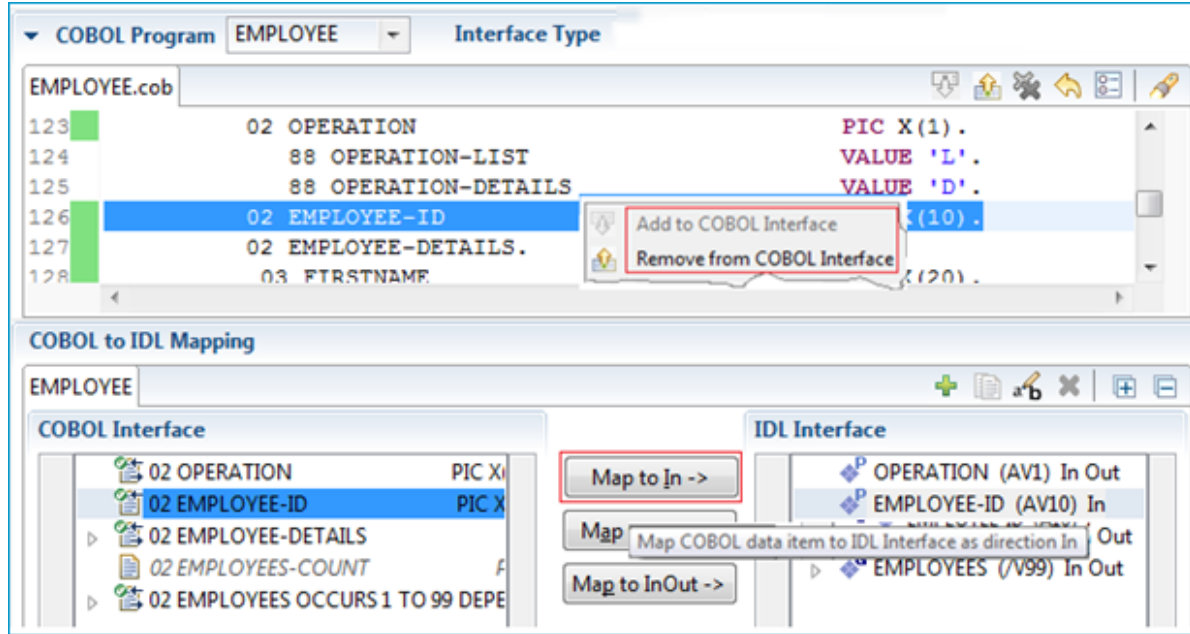 COBOL Program EMPLOYEE Interface Type
EMPLOYEE.cob
123 02 OPERATION PIC X(1).
124 88 OPERATION-LIST VALUE 'L'.
125 88 OPERATION-DETAILS VALUE 'D'.
126 02 EMPLOYEE-ID (10).
Add to COBOL Interface
127 02 EMPLOYEE-DETAILS.
Remove from COBOL Interface
128 03 FIRSTNAME X(20).
COBOL to IDL Mapping
EMPLOYEE
COBOL Interface IDL Interface
02 OPERATION PIC X( Map to In -> OPERATION (AV1) In Out
02 EMPLOYEE-ID PIC X EMPLOYEE-ID (AV10) In
02 EMPLOYEE-DETAILS Map Map COBOL data item to IDL Interface as direction In Out
02 EMPLOYEES-COUNT Map to InOut -> EMPLOYEES (/V99) In Out
02 EMPLOYEES OCCURS 1 TO 99 DEPE